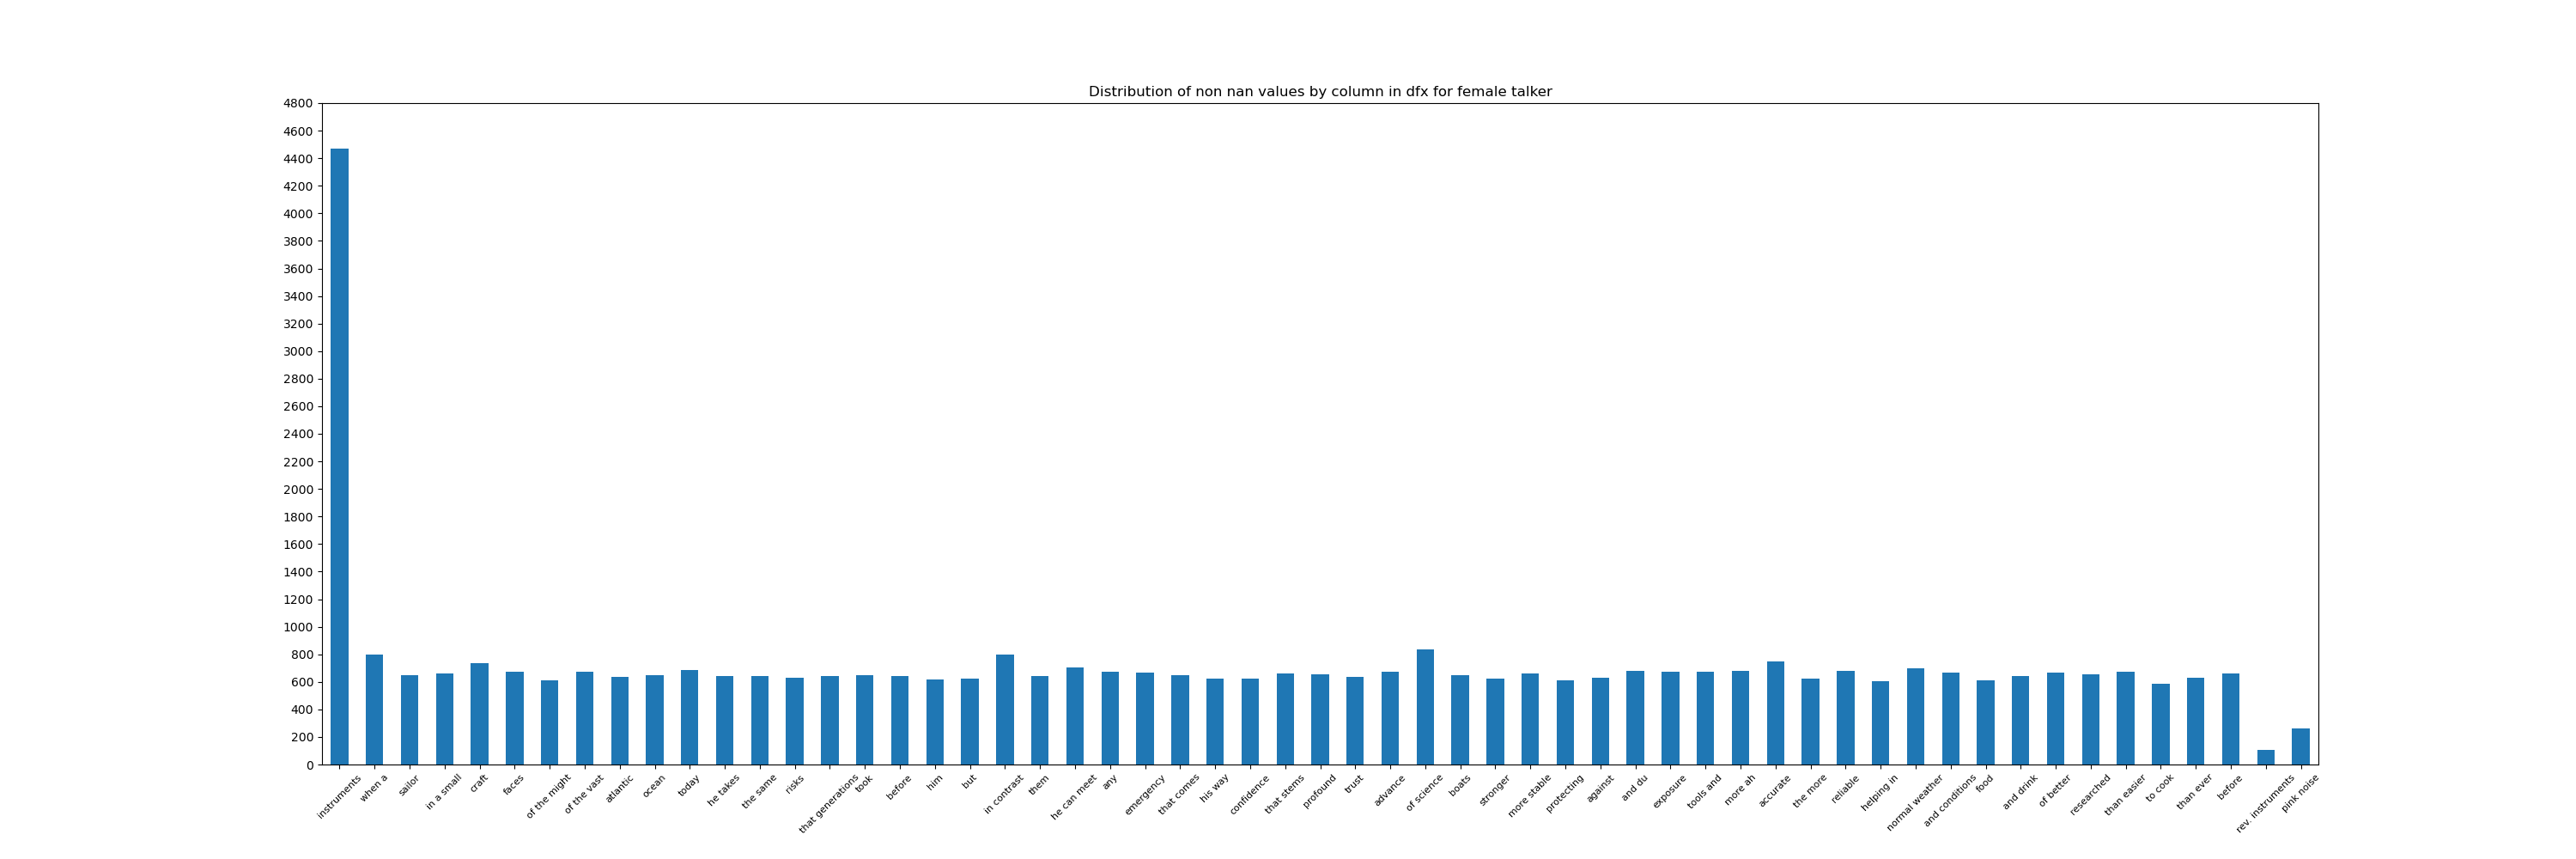 Distribution of non nan values by column in dfx for female talker
4800
4600
4400
4200
4000
3800
3600
3400
3200
3000
2800
2600
2400
2200
2000
1800
1600
1400
1200
1000
800
600
400
200
0
instruments
when a
sailor
in a small
craft
faces
of the might
of the vast
atlantic
ocean
today
he takes
the same
risks
that generations
took
before
him
but
in contrast
them
he can meet
any
emergency
that comes
his way
confidence
that stems
profound
trust
advance
of science
boats
stronger
more stable
protecting
against
and du
exposure
tools and
more ah
accurate
the more
reliable
helping in
normal weather
and conditions
food
and drink
of better
researched
than easier
to cook
than ever
before
rev. instruments
pink noise